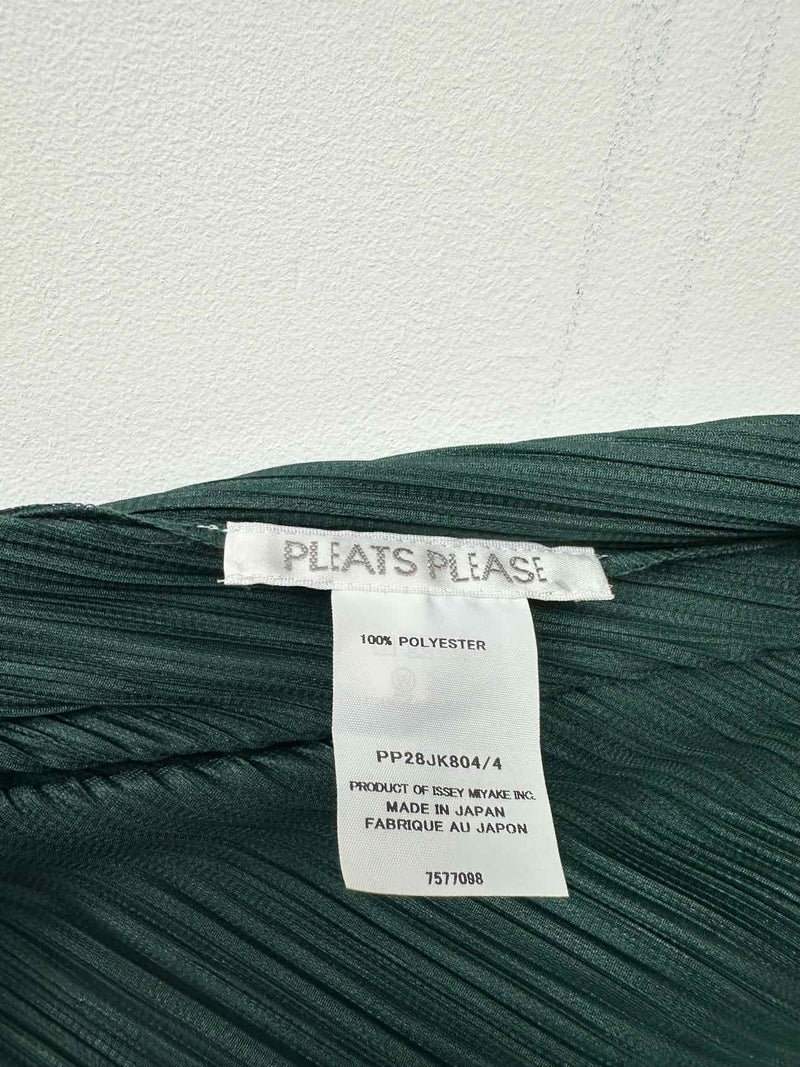 PLEATS PLEASE
100% POLYESTER
PP28JK804/4
PRODUCT OF ISSEY MIYAKE INC.
MADE IN JAPAN
FABRIQUE AU JAPON
7577098